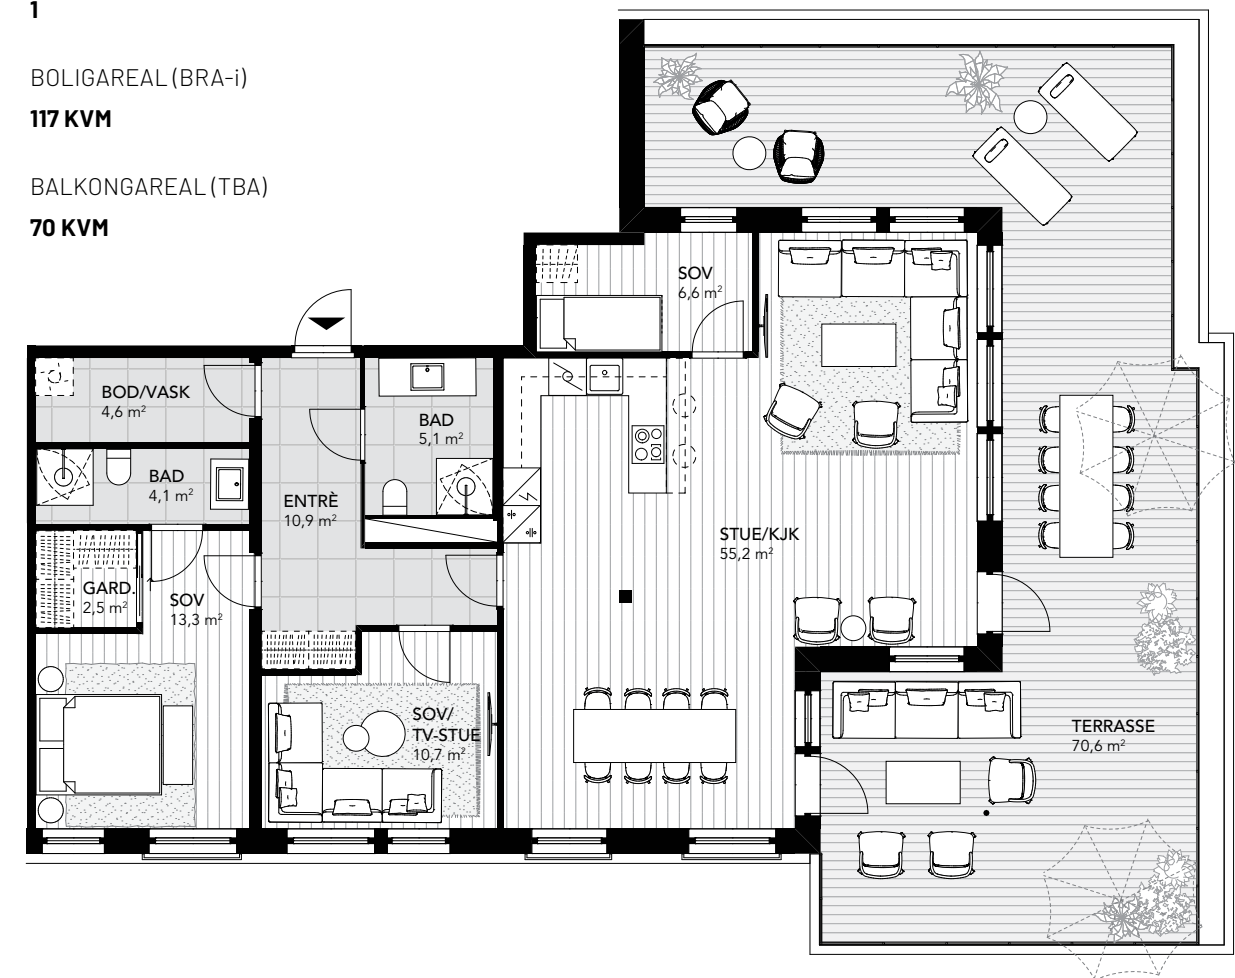 1
BOLIGAREAL (BRA-i)
117 KVM
BALKONGAREAL (TBA)
70 KVM
SOV
6,6 m²
BOD/VASK
4,6 m²
BAD
5,1 m²
BAD
4,1 m²
ENTRÈ
10,9 m²
STUE/KJK
55,2 m²
GARD.
2,5 m²
SOV
13,3 m²
SOV/
TV-STUE
10,7 m²
TERRASSE
70,6 m²